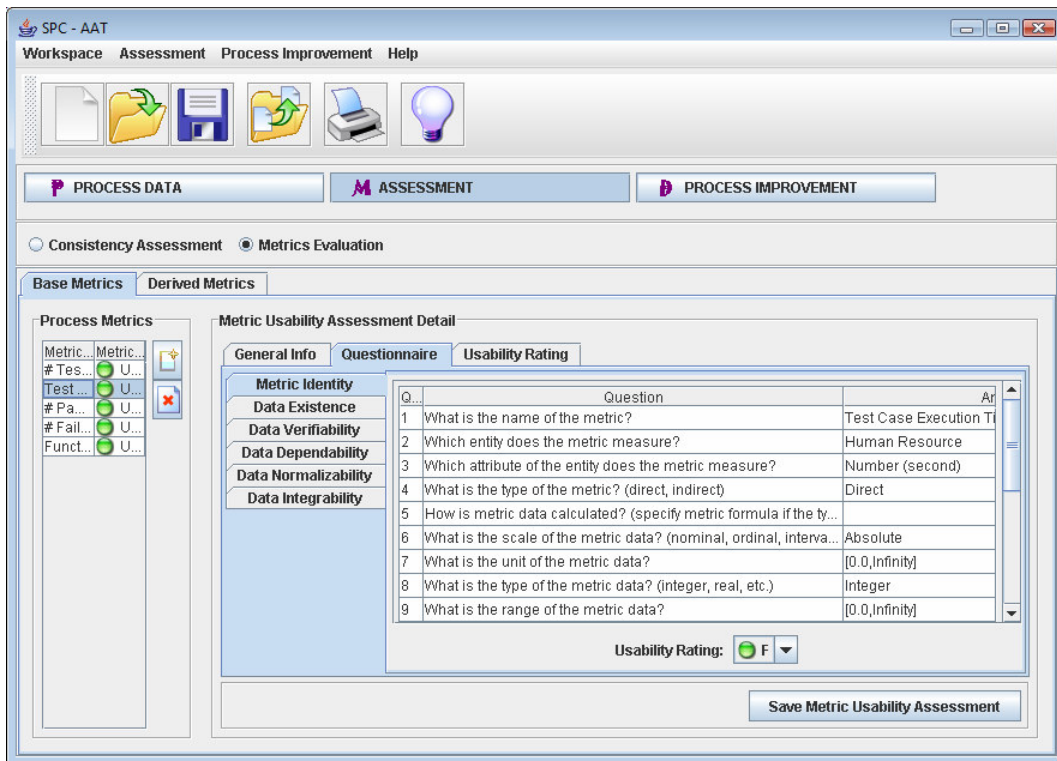 SPC - AAT
Workspace Assessment Process Improvement Help
P PROCESS DATA M ASSESSMENT PROCESS IMPROVEMENT
Consistency Assessment Metrics Evaluation
Base Metrics Derived Metrics
Process Metrics
Metric... Metric...
# Tes... U...
Test ... U...
# Pa... U...
# Fail... U...
Funct... U...
Metric Usability Assessment Detail
General Info Questionnaire Usability Rating
Metric Identity
Data Existence
Data Verifiability
Data Dependability
Data Normalizability
Data Integrability
Q... Question Ar
1 What is the name of the metric? Test Case Execution Ti
2 Which entity does the metric measure? Human Resource
3 Which attribute of the entity does the metric measure? Number (second)
4 What is the type of the metric? (direct, indirect) Direct
5 How is metric data calculated? (specify metric formula if the ty...
6 What is the scale of the metric data? (nominal, ordinal, interva... Absolute
7 What is the unit of the metric data? [0.0,Infinity]
8 What is the type of the metric data? (integer, real, etc.) Integer
9 What is the range of the metric data? [0.0,Infinity]
Usability Rating: F
Save Metric Usability Assessment